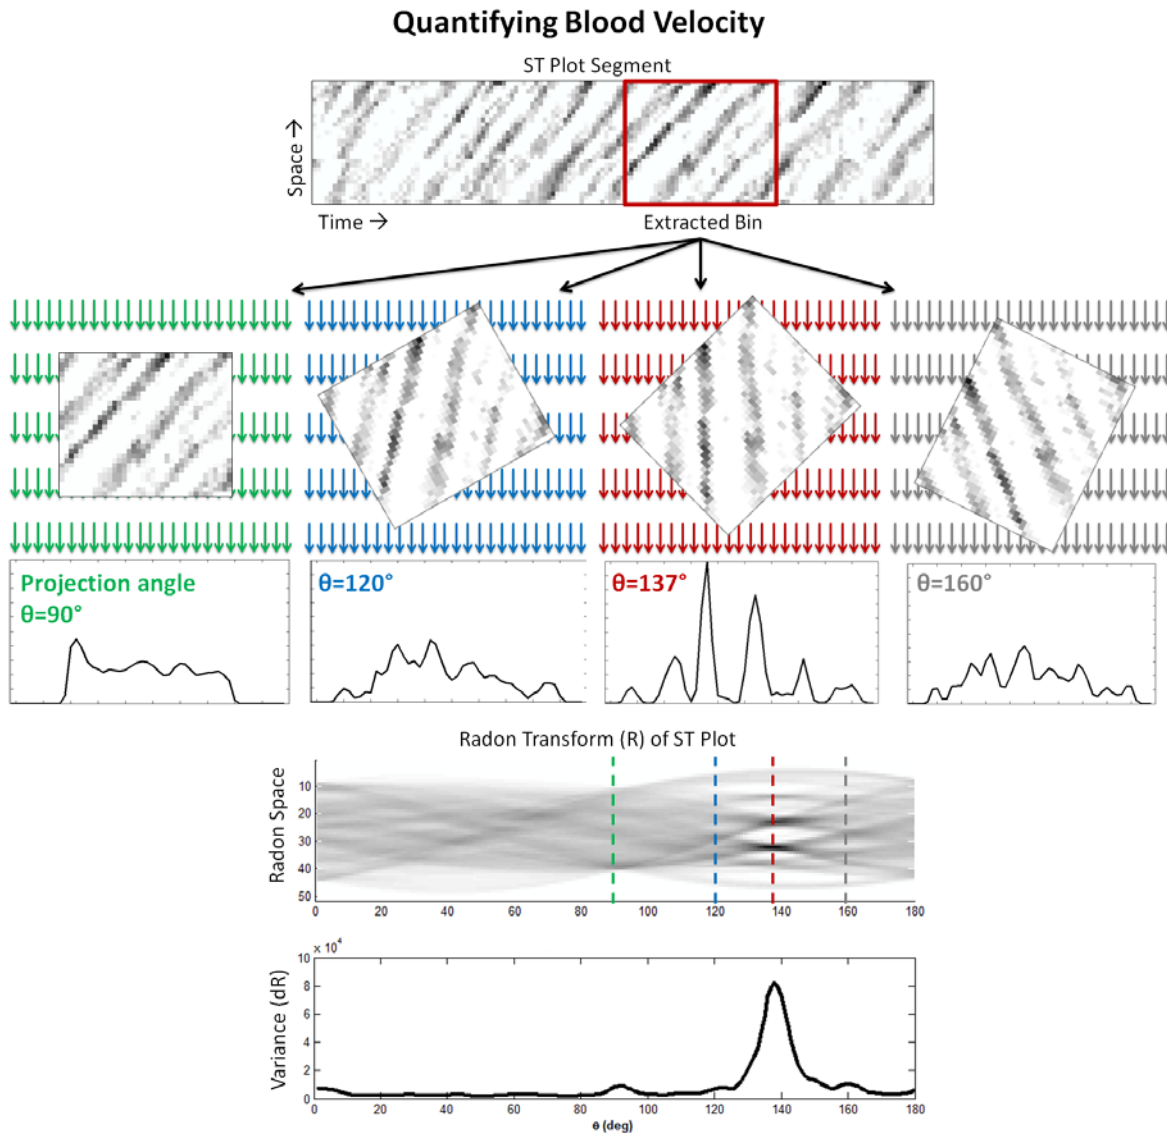 Quantifying Blood Velocity
ST Plot Segment
Space →
Time →
Extracted Bin
Projection angle
θ=90°
θ=120°
θ=137°
θ=160°
Radon Transform (R) of ST Plot
Radon Space
10
20
30
40
50
0 20 40 60 80 100 120 140 160 180
× 10⁴
Variance (dR)
10
8
6
4
2
0
0 20 40 60 80 100 120 140 160 180
θ (deg)